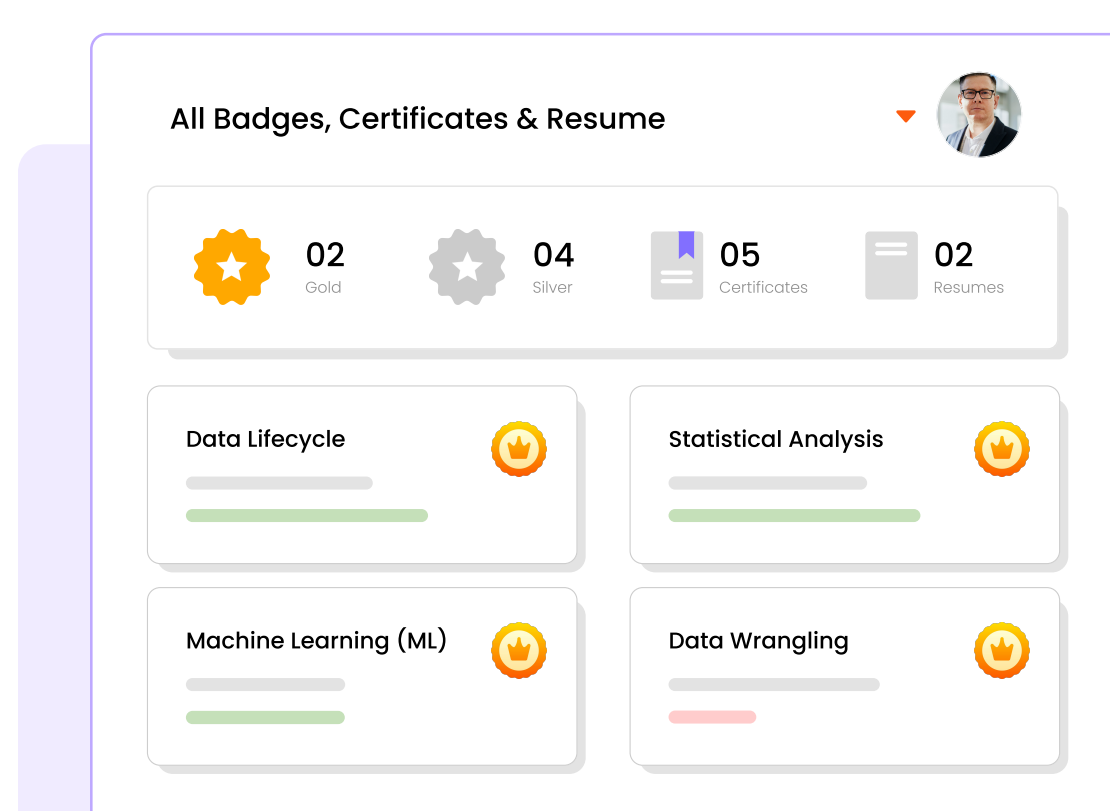 All Badges, Certificates & Resume
02
Gold
04
Silver
05
Certificates
02
Resumes
Data Lifecycle
Statistical Analysis
Machine Learning (ML)
Data Wrangling